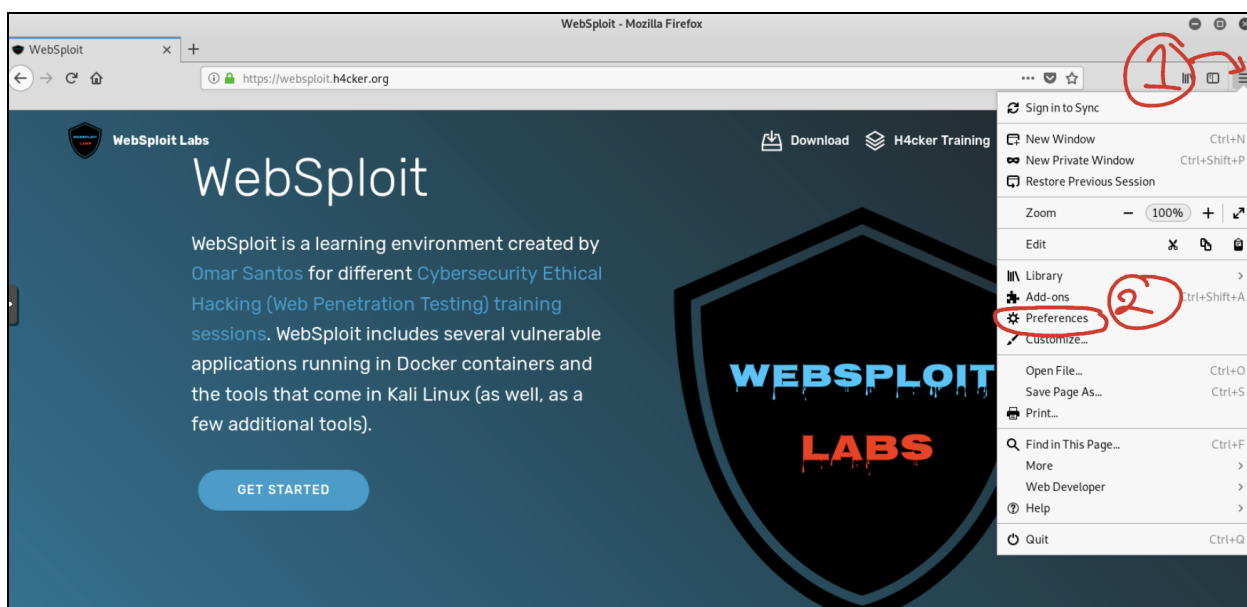 WebSploit - Mozilla Firefox
WebSploit
https://websploit.h4cker.org
1
Sign in to Sync
New Window Ctrl+N
New Private Window Ctrl+Shift+P
Restore Previous Session
Zoom 100%
Edit
Library
Add-ons Ctrl+Shift+A
2
Preferences
Customize...
Open File... Ctrl+O
Save Page As... Ctrl+S
Print...
Find in This Page... Ctrl+F
More
Web Developer
Help
Quit Ctrl+Q
WebSploit Labs
Download H4cker Training
WebSploit
WebSploit is a learning environment created by
Omar Santos for different Cybersecurity Ethical
Hacking (Web Penetration Testing) training
sessions. WebSploit includes several vulnerable
applications running in Docker containers and
the tools that come in Kali Linux (as well, as a
few additional tools).
GET STARTED
WEBSPLOIT
LABS